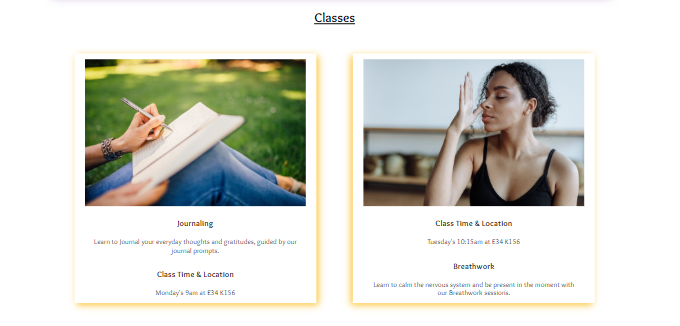 Classes
Journaling
Learn to Journal your everyday thoughts and gratitudes, guided by our
journal prompts.
Class Time & Location
Monday's 9am at E34 K156
Class Time & Location
Tuesday's 10:15am at E34 K156
Breathwork
Learn to calm the nervous system and be present in the moment with
our Breathwork sessions.